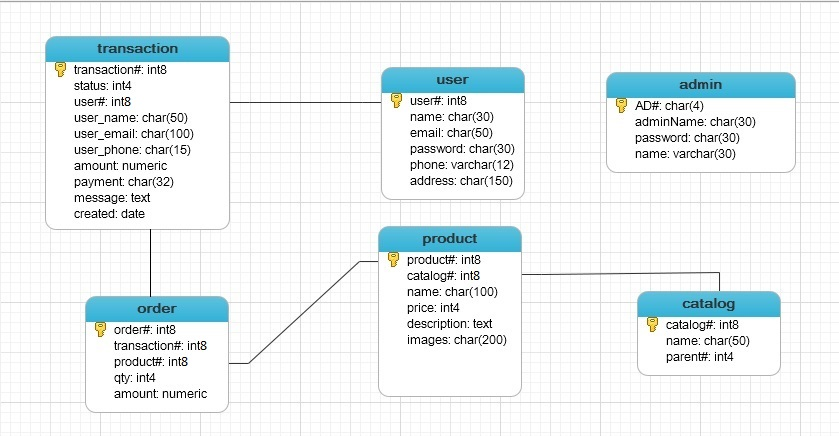 transaction
transaction#: int8
status: int4
user#: int8
user_name: char(50)
user_email: char(100)
user_phone: char(15)
amount: numeric
payment: char(32)
message: text
created: date
user
user#: int8
name: char(30)
email: char(50)
password: char(30)
phone: varchar(12)
address: char(150)
admin
AD#: char(4)
adminName: char(30)
password: char(30)
name: varchar(30)
order
order#: int8
transaction#: int8
product#: int8
qty: int4
amount: numeric
product
product#: int8
catalog#: int8
name: char(100)
price: int4
description: text
images: char(200)
catalog
catalog#: int8
name: char(50)
parent#: int4